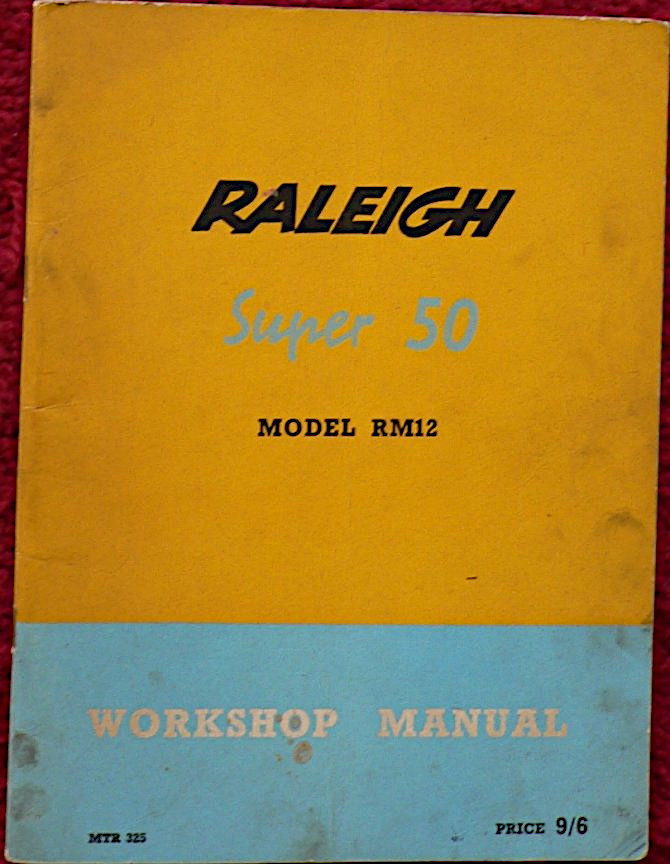 RALEIGH
Super 50
MODEL RM12
WORKSHOP MANUAL
MTR 325
PRICE 9/6